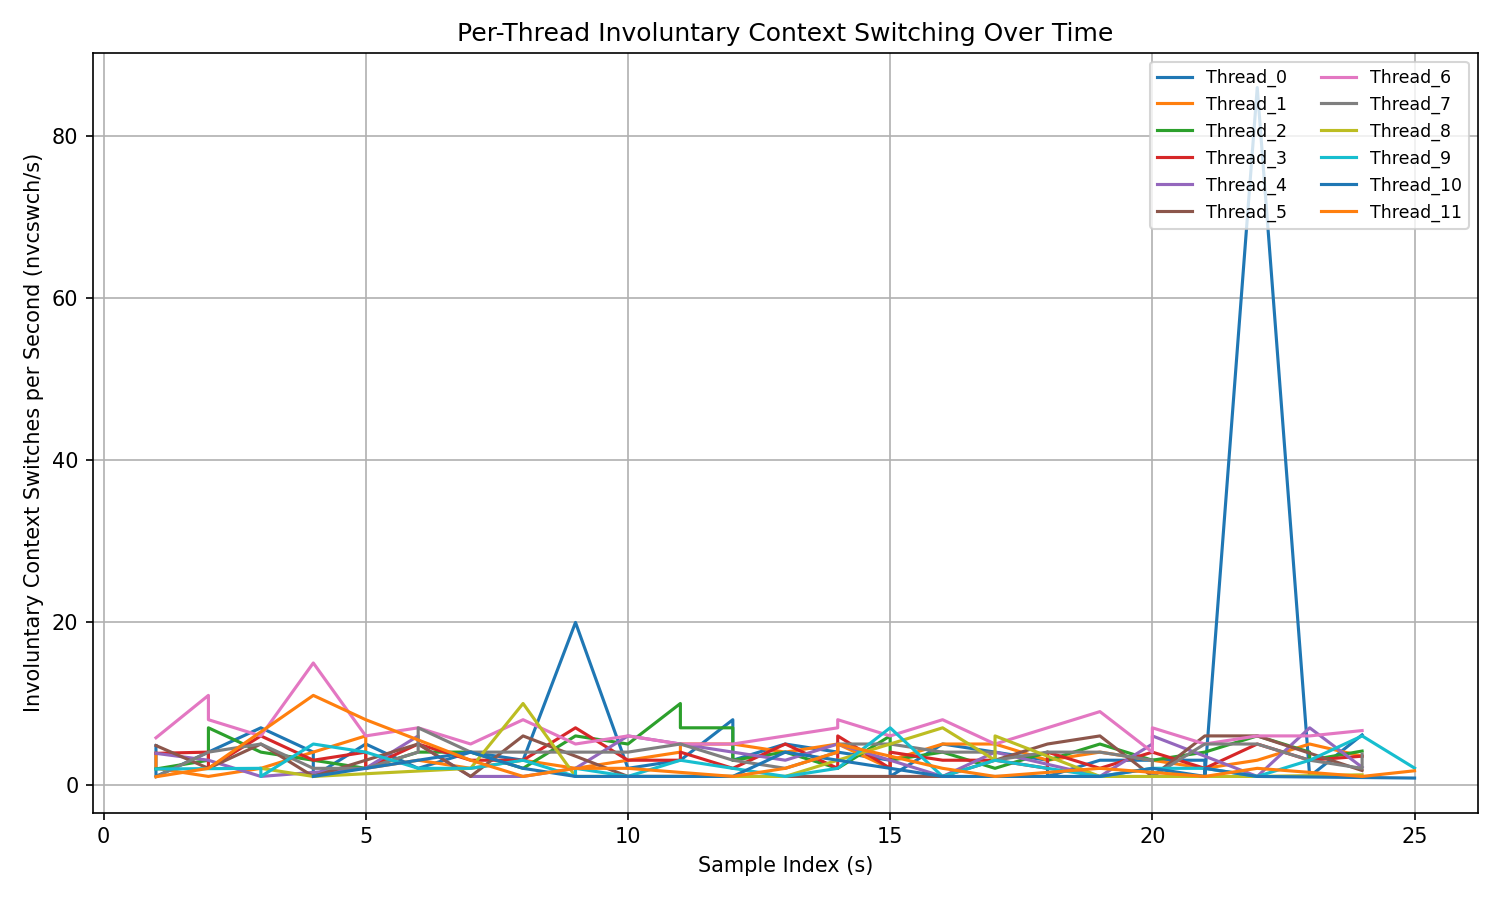 Per-Thread Involuntary Context Switching Over Time
Involuntary Context Switches per Second (nvcswch/s)
80
60
40
20
0
Thread_0
Thread_1
Thread_2
Thread_3
Thread_4
Thread_5
Thread_6
Thread_7
Thread_8
Thread_9
Thread_10
Thread_11
0 5 10 15 20 25
Sample Index (s)